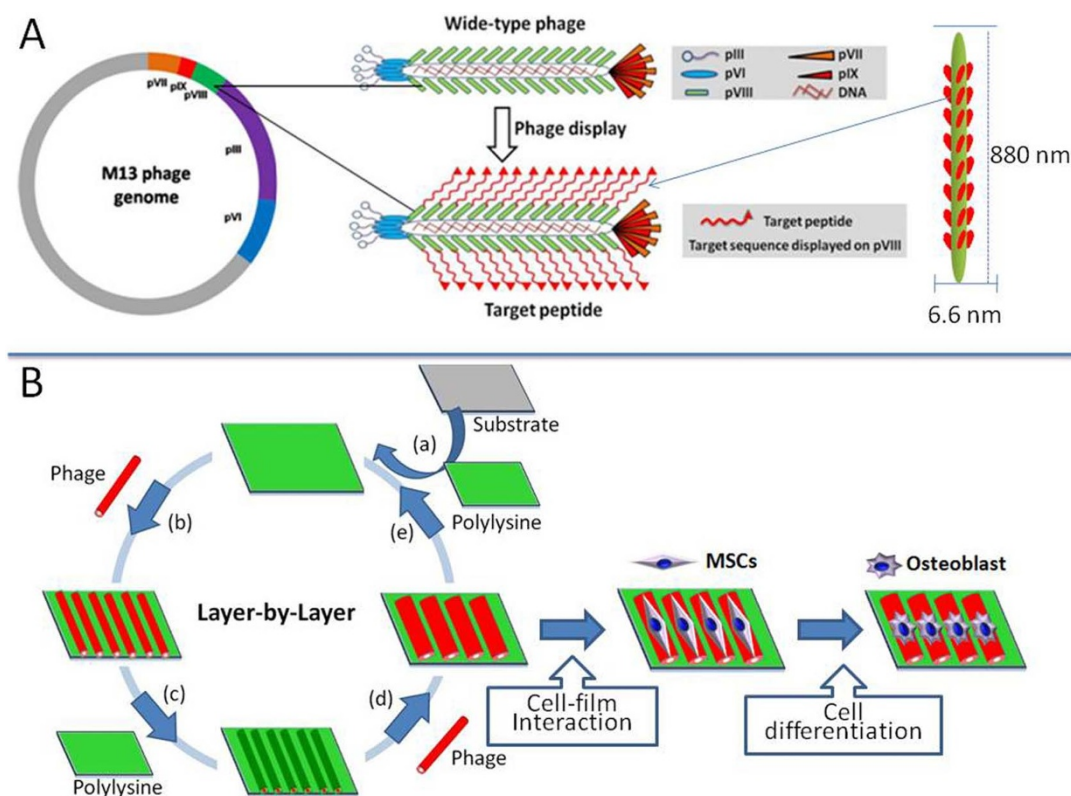 A
Wide-type phage
pVII
pIX
pVIII
pIII
pVI
M13 phage
genome
pIII
pVI
pVIII
pVII
pIX
DNA
Phage display
Target peptide
Target sequence displayed on pVIII
Target peptide
880 nm
6.6 nm
B
Substrate
(a)
Polylysine
Phage
(b)
(e)
Layer-by-Layer
MSCs
Osteoblast
(c)
(d)
Polylysine
Phage
Cell-film
Interaction
Cell
differentiation